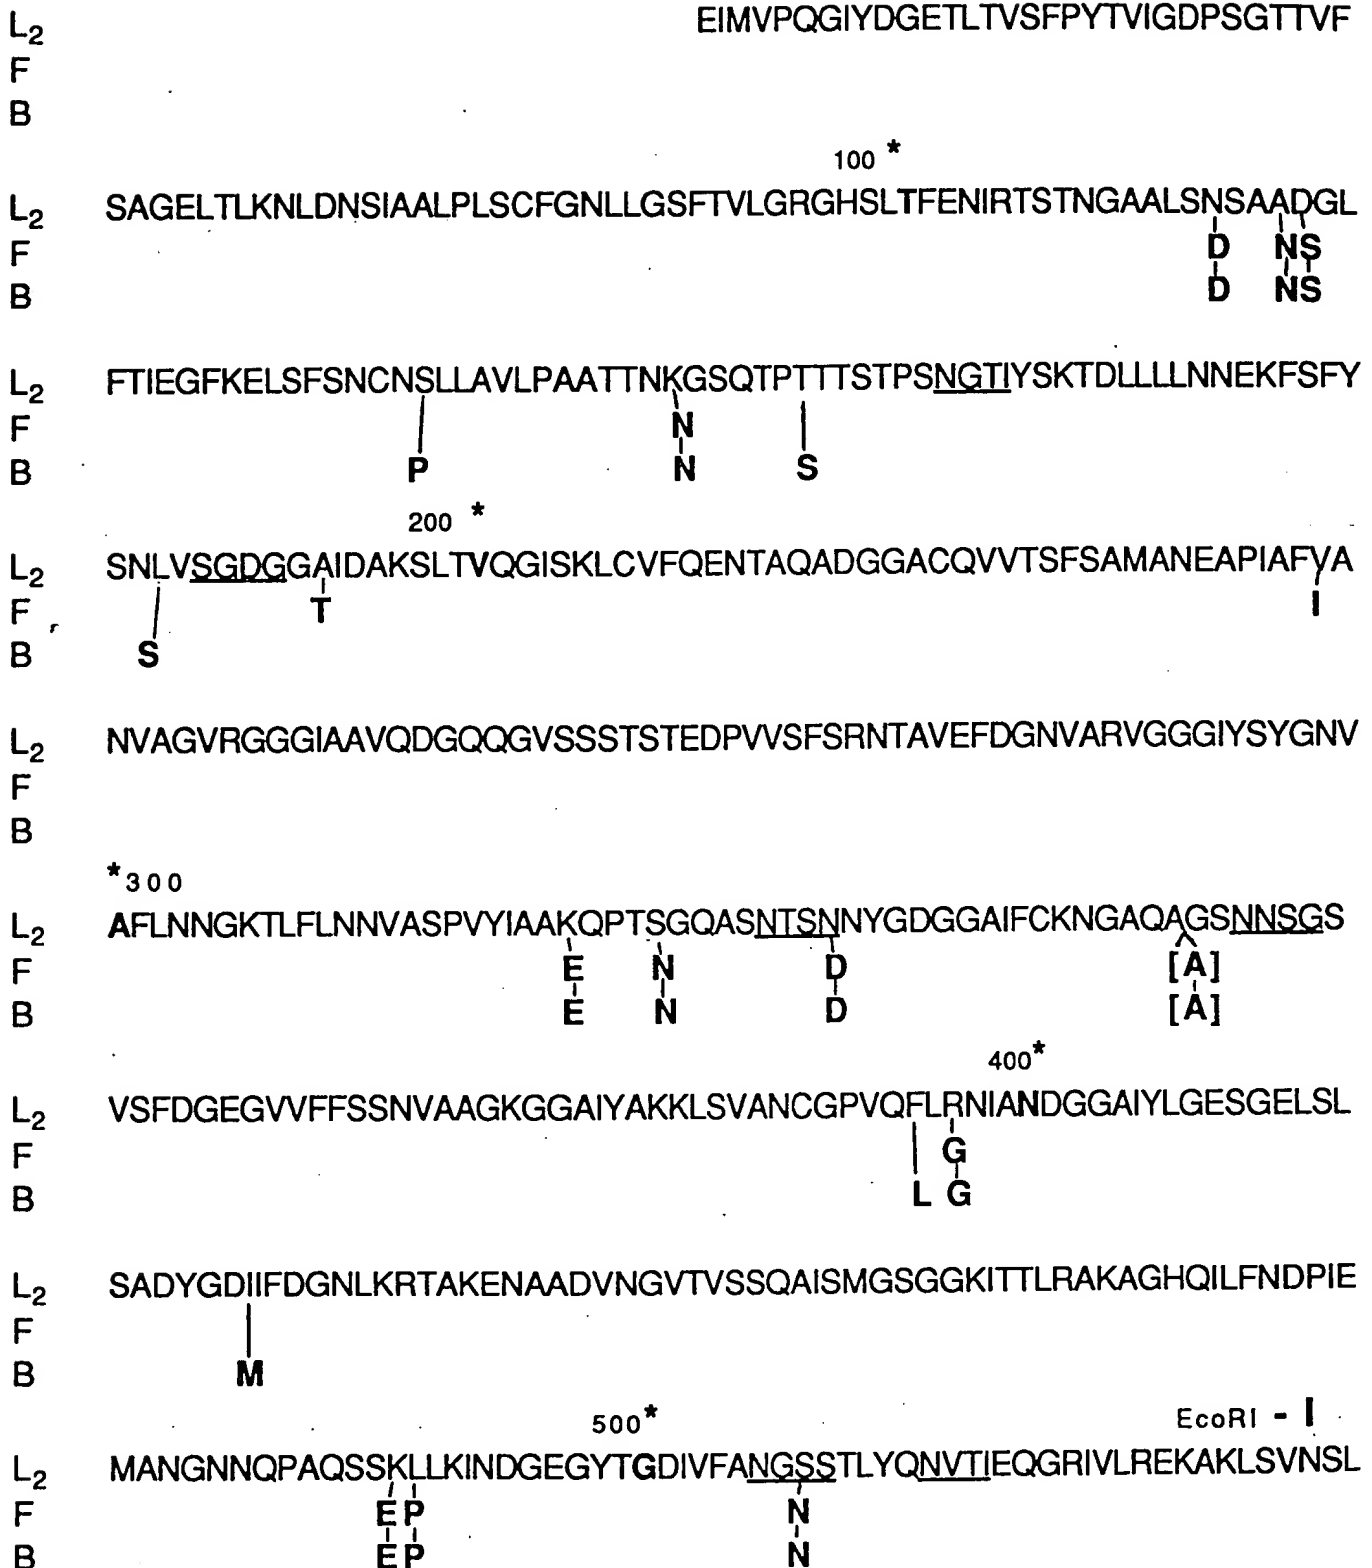 L2 EIMVPQGIYDGETLTVSFPYTVIGDPSGTTVF
F
B
100 *
L2 SAGELTLKNLDNSIAALPLSCFGNLLGSFTVLGRGHSLTFENIRTSTNGAALSNSAADGL
F D NS
B D NS
L2 FTIEGFKELSFSNCNSLLAVLPAATTNKGSQTPTTTSTPSNGTIYSKTDLLLLNNEKFSFY
F N
B P N S
200 *
L2 SNLVSGDGGAIDAKSLTVQGISKLCVFQENTAQADGGACQVVTSFSAMANEAPIAFVA
F T I
B S
L2 NVAGVRGGGIAAVQDGQQGVSSSTSTEDPVVSFSRNTAVEFDGNVARVGGGIYSYGNV
F
B
*300
L2 AFLNNGKTLFLNNVASPVYIAAKQPTSGQASNTSNNYGDGGAIFCKNGAQAGSNNSGS
F E N D [A]
B E N D [A]
400*
L2 VSFDGEGVVFFSSNVAAGKGGAIYAKKLSVANCGPVQFLRNIANDGGAIYLGESGELSL
F G
B L G
L2 SADYGDIIFDGNLKRTAKENAADVNGVTVSSQAISMGSGGKITTLRAKAGHQILFNDPIE
F
B M
500* EcoRI - I
L2 MANGNNQPAQSSKLLKINDGEGYTGDIVFANGSSTLYQNVTIEQGRIVLREKAKLSVNSL
F EP N
B EP N